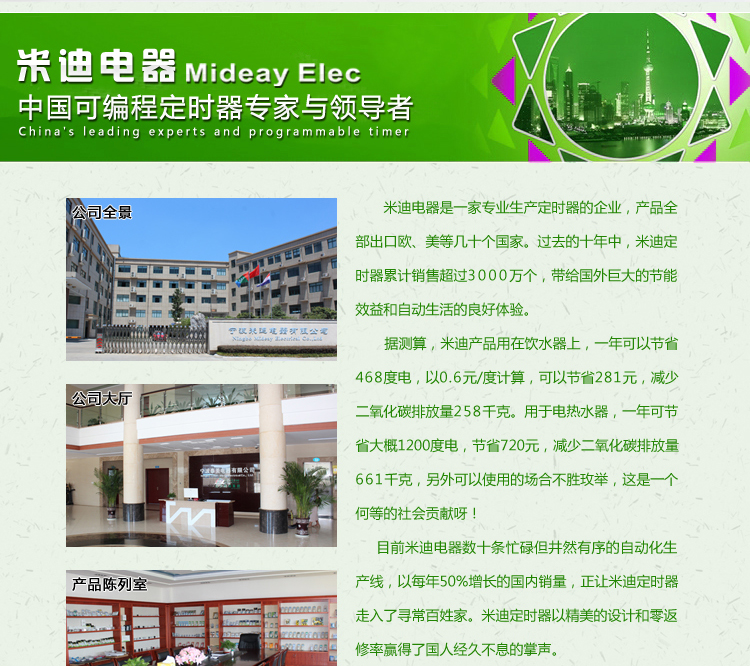 米迪电器 Mideay Elec
中国可编程定时器专家与领导者
China's leading experts and programmable timer
公司全景
宁波米迪电器有限公司
公司大厅
产品陈列室
米迪电器是一家专业生产定时器的企业，产品全
部出口欧、美等几十个国家。过去的十年中，米迪定
时器累计销售超过3000万个，带给国外巨大的节能
效益和自动生活的良好体验。
据测算，米迪产品用在饮水器上，一年可以节省
468度电，以0.6元/度计算，可以节省281元，减少
二氧化碳排放量258千克。用于电热水器，一年可节
省大概1200度电，节省720元，减少二氧化碳排放量
661千克，另外可以使用的场合不胜玫举，这是一个
何等的社会贡献呀！
目前米迪电器数十条忙碌但井然有序的自动化生
产线，以每年50%增长的国内销量，正让米迪定时器
走入了寻常百姓家。米迪定时器以精美的设计和零返
修率赢得了国人经久不息的掌声。